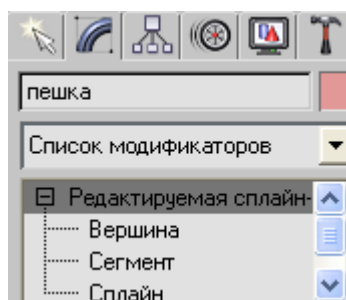 пешка
Список модификаторов
Редактируемая сплайн-
Вершина
Сегмент
Сплайн